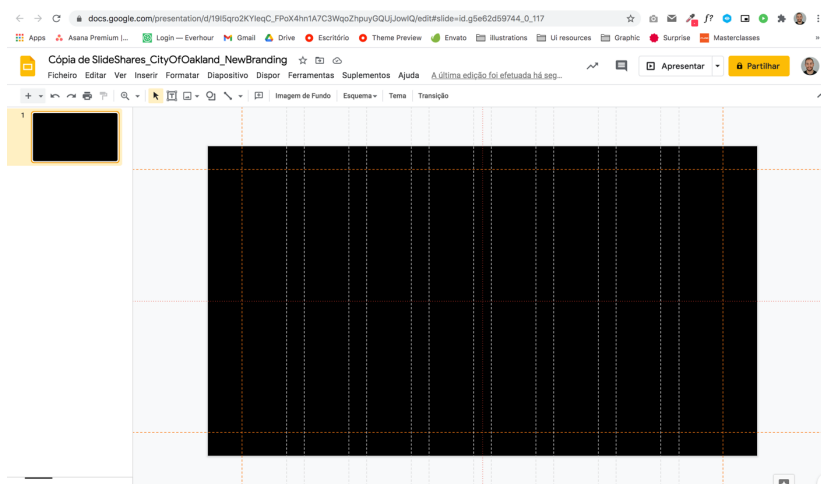 docs.google.com/presentation/d/19I5qro2KYleqC_FPoX4hn1A7C3WqoZhpuyGQUjJowlQ/edit#slide=id.g5e62d59744_0_117
Apps Asana Premium |... Login — Everhour Gmail Drive Escritório Theme Preview Envato Illustrations Ui resources Graphic Surprise Masterclasses »
Cópia de SlideShares_CityOfOakland_NewBranding
Ficheiro Editar Ver Inserir Formatar Diapositivo Dispor Ferramentas Suplementos Ajuda A última edição foi efetuada há seg...
Apresentar Partilhar
Imagem de Fundo Esquema Tema Transição
1